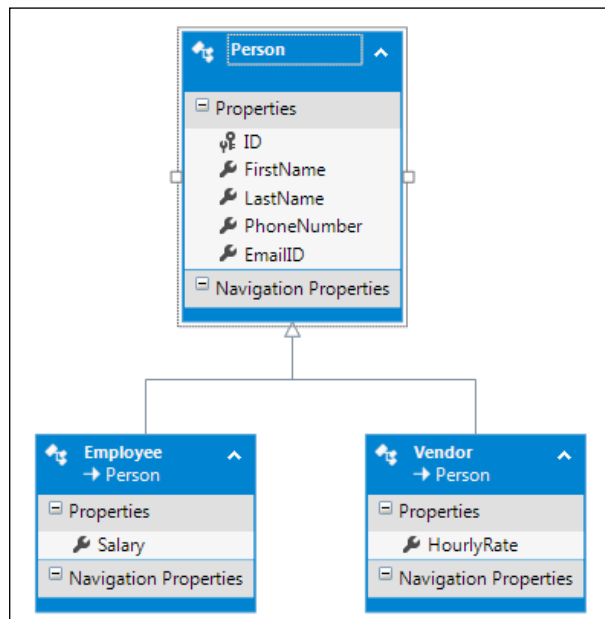 Person
Properties
ID
FirstName
LastName
PhoneNumber
EmailID
Navigation Properties
Employee
→ Person
Properties
Salary
Navigation Properties
Vendor
→ Person
Properties
HourlyRate
Navigation Properties